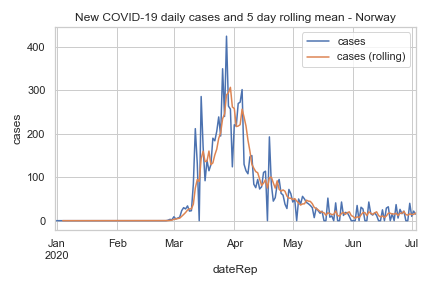 New COVID-19 daily cases and 5 day rolling mean - Norway
cases
cases (rolling)
400
300
200
100
0
cases
Jan Feb Mar Apr May Jun Jul
2020
dateRep